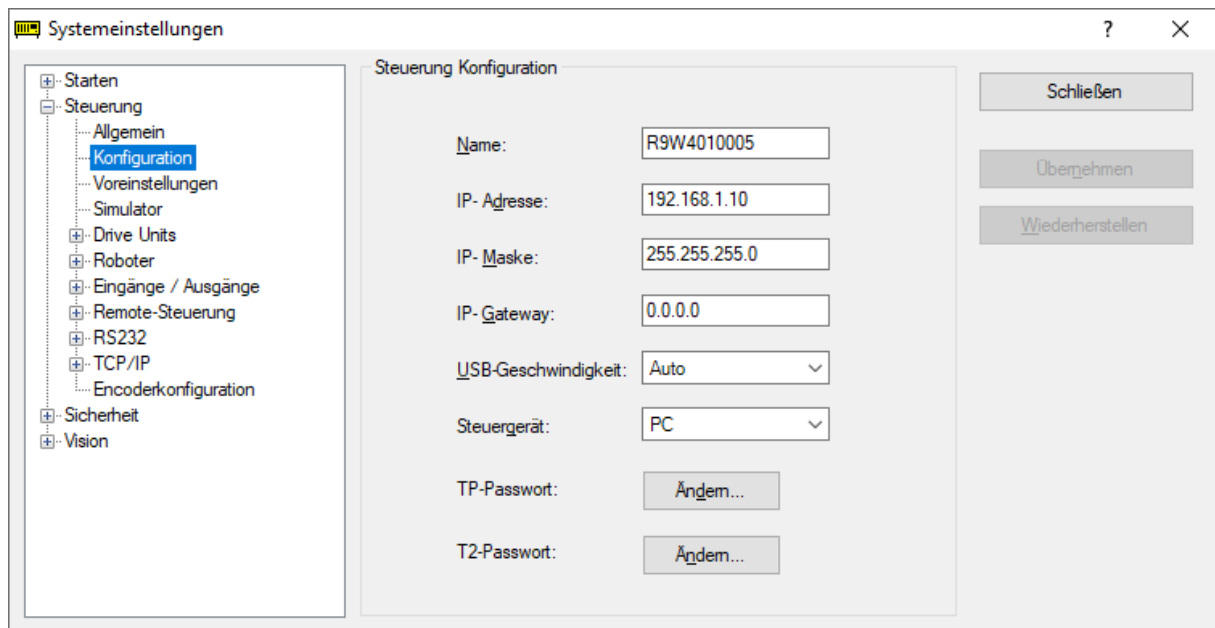 Systemeinstellungen
Starten
Steuerung
Allgemein
Konfiguration
Voreinstellungen
Simulator
Drive Units
Roboter
Eingänge / Ausgänge
Remote-Steuerung
RS232
TCP/IP
Encoderkonfiguration
Sicherheit
Vision
Steuerung Konfiguration
Name: R9W4010005
IP- Adresse: 192.168.1.10
IP- Maske: 255.255.255.0
IP- Gateway: 0.0.0.0
USB-Geschwindigkeit: Auto
Steuergerät: PC
TP-Passwort: Ändern...
T2-Passwort: Ändern...
Schließen
Übernehmen
Wiederherstellen